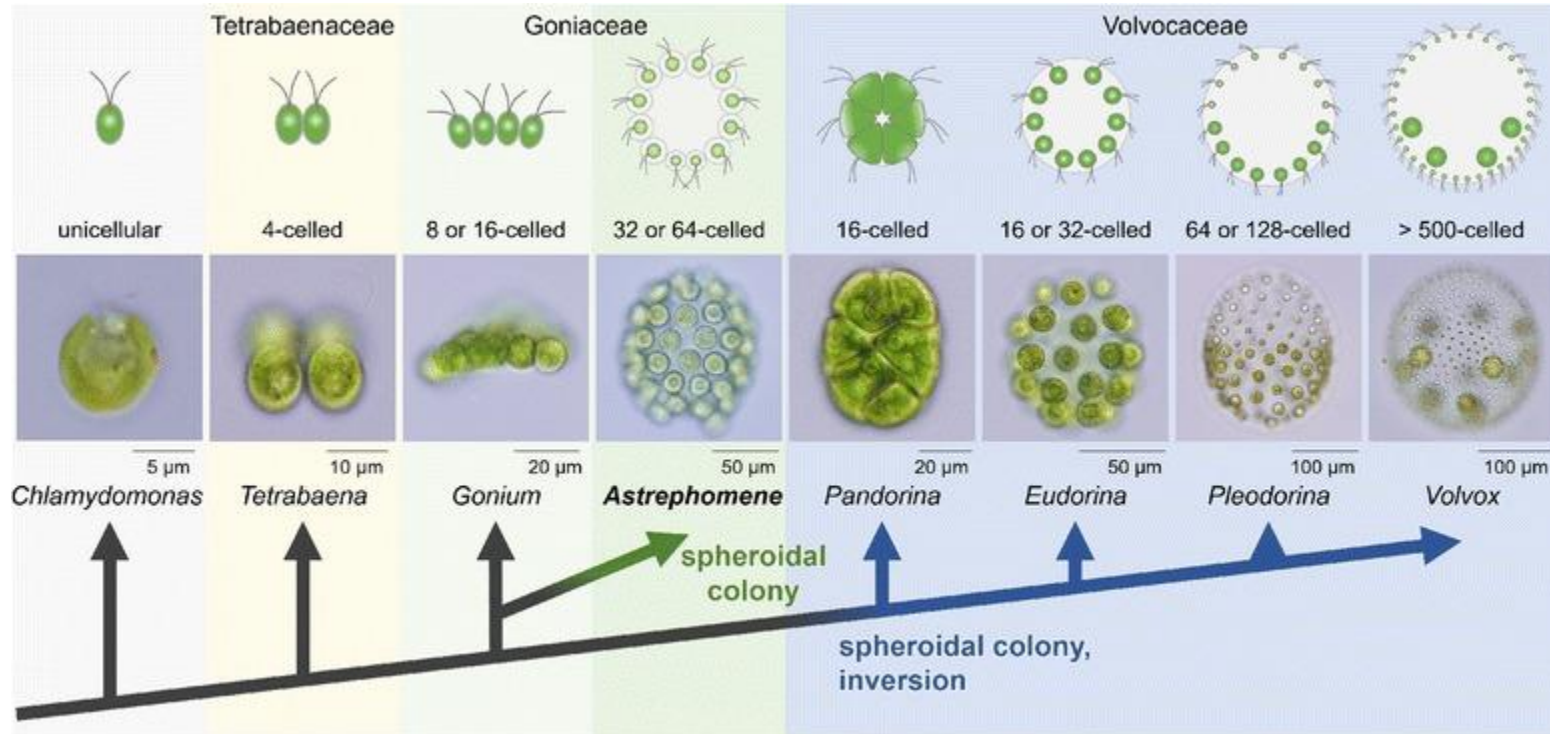 Tetrabaenaceae Goniaceae Volvocaceae
unicellular 4-celled 8 or 16-celled 32 or 64-celled 16-celled 16 or 32-celled 64 or 128-celled > 500-celled
5 µm 10 µm 20 µm 50 µm 20 µm 50 µm 100 µm 100 µm
Chlamydomonas Tetrabaena Gonium Astrephomene Pandorina Eudorina Pleodorina Volvox
spheroidal
colony
spheroidal colony,
inversion